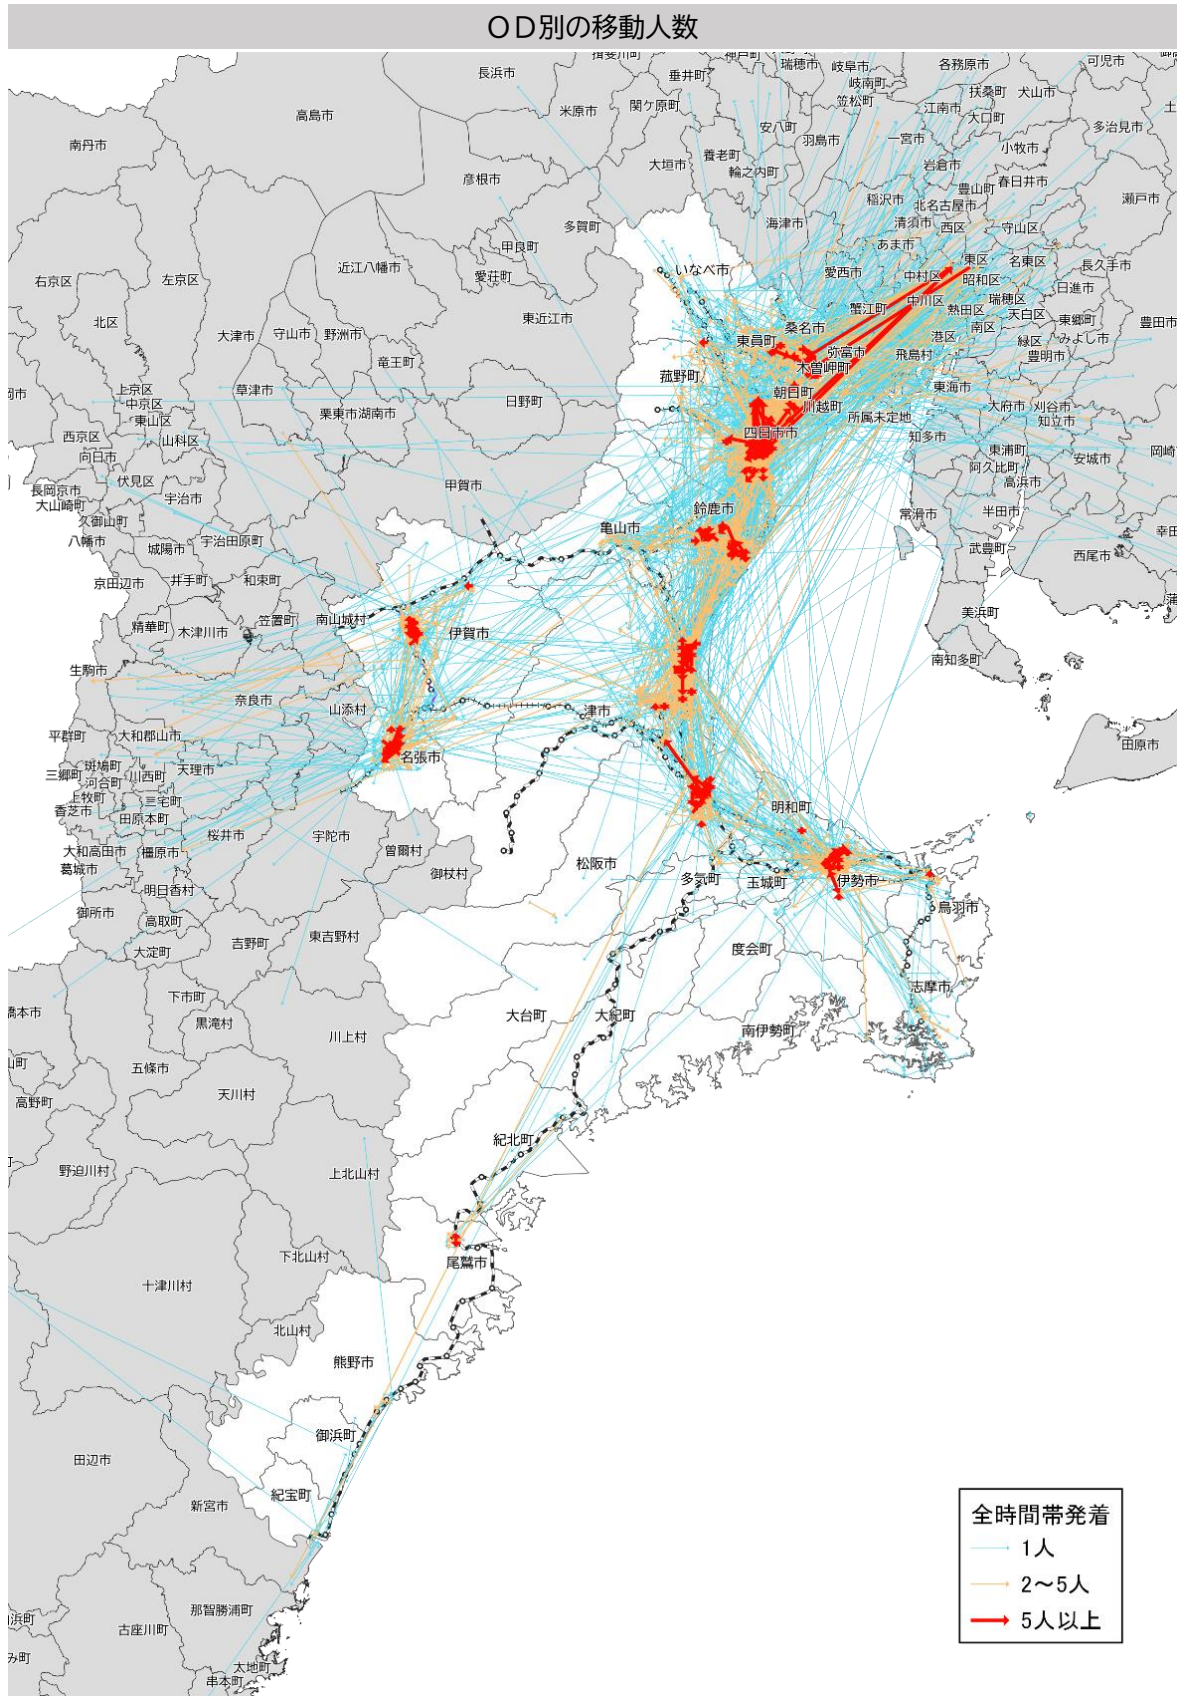 OD別の移動人数
揖斐川町
神戸町
瑞穂市
岐阜市
各務原市
可児市
御嵩町
長浜市
垂井町
岐南町
笠松町
扶桑町
犬山市
関ケ原町
米原市
江南市
大口町
土
高島市
安八町
羽島市
一宮市
多治見市
南丹市
大垣市
養老町
輪之内町
岩倉市
小牧市
彦根市
豊山町
春日井市
瀬戸市
多賀町
海津市
稲沢市
北名古屋市
清須市
西区
守山区
甲良町
あま市
東区
名東区
長久手市
右京区
左京区
近江八幡市
愛荘町
いなべ市
愛西市
中村区
昭和区
日進市
東近江市
蟹江町
中川区
熱田区
瑞穂区
天白区
東郷町
北区
大津市
守山市
野洲市
桑名市
港区
南区
緑区
みよし市
豊田市
東員町
弥富市
飛島村
豊明市
竜王町
木曽岬町
菰野町
朝日町
東海市
岡市
上京区
草津市
日野町
川越町
大府市
刈谷市
中京区
東山区
栗東市
湖南市
所属未定地
知立市
西京区
山科区
四日市市
知多市
東浦町
岡崎
向日市
阿久比町
安城市
長岡京市
伏見区
宇治市
甲賀市
高浜市
大山崎町
鈴鹿市
常滑市
半田市
久御山町
亀山市
幸田
八幡市
城陽市
宇治田原町
武豊町
西尾市
京田辺市
井手町
和束町
美浜町
蒲
精華町
木津川市
笠置町
南山城村
伊賀市
南知多町
生駒市
奈良市
山添村
津市
平群町
大和郡山市
名張市
田原市
斑鳩町
三郷町
川西町
天理市
河合町
上牧町
三宅町
明和町
香芝市
田原本町
桜井市
宇陀市
大和高田市
橿原市
曽爾村
松阪市
葛城市
御杖村
多気町
玉城町
伊勢市
明日香村
鳥羽市
御所市
高取町
吉野町
東吉野村
度会町
大淀町
志摩市
下市町
橋本市
黒滝村
大台町
大紀町
川上村
南伊勢町
山町
五條市
天川村
高野町
紀北町
町
野迫川村
上北山村
下北山村
尾鷲市
十津川村
北山村
熊野市
御浜町
田辺市
紀宝町
新宮市
全時間帯発着
1人
2～5人
5人以上
那智勝浦町
浜町
古座川町
み町
太地町
串本町